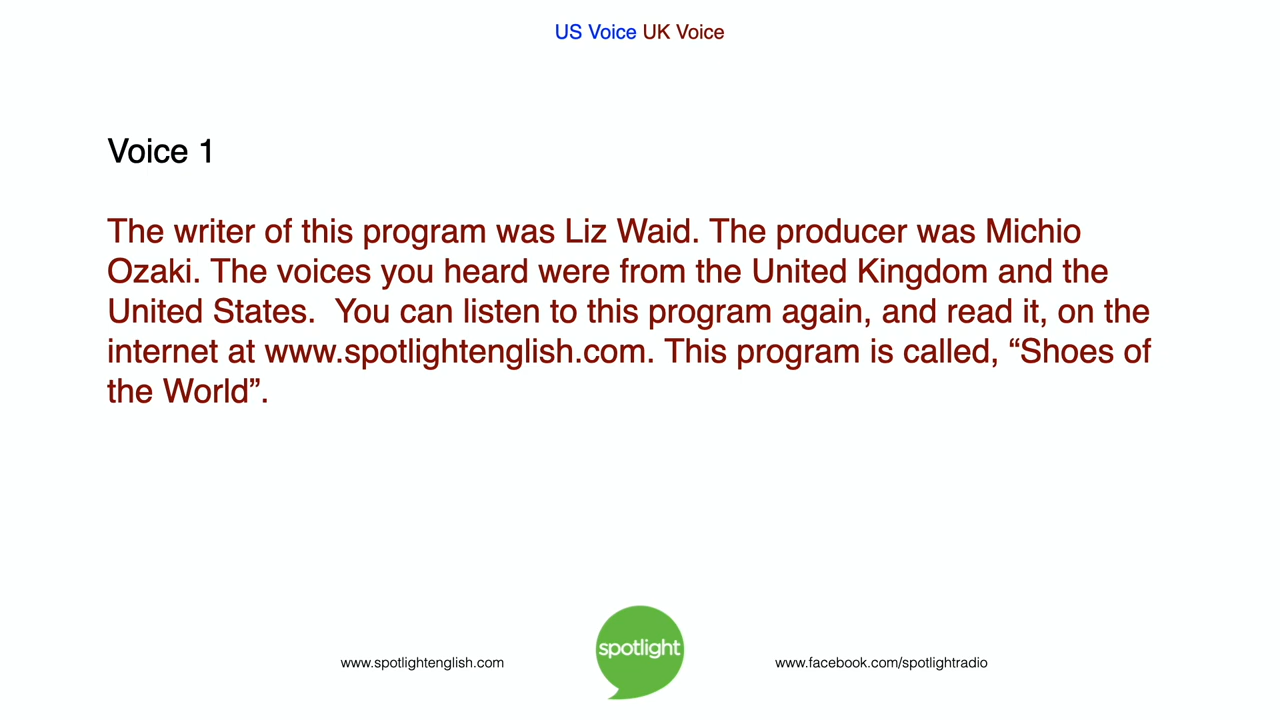 US Voice UK Voice
Voice 1
The writer of this program was Liz Waid. The producer was Michio
Ozaki. The voices you heard were from the United Kingdom and the
United States.  You can listen to this program again, and read it, on the
internet at www.spotlightenglish.com. This program is called, “Shoes of
the World”.
www.spotlightenglish.com
spotlight
www.facebook.com/spotlightradio